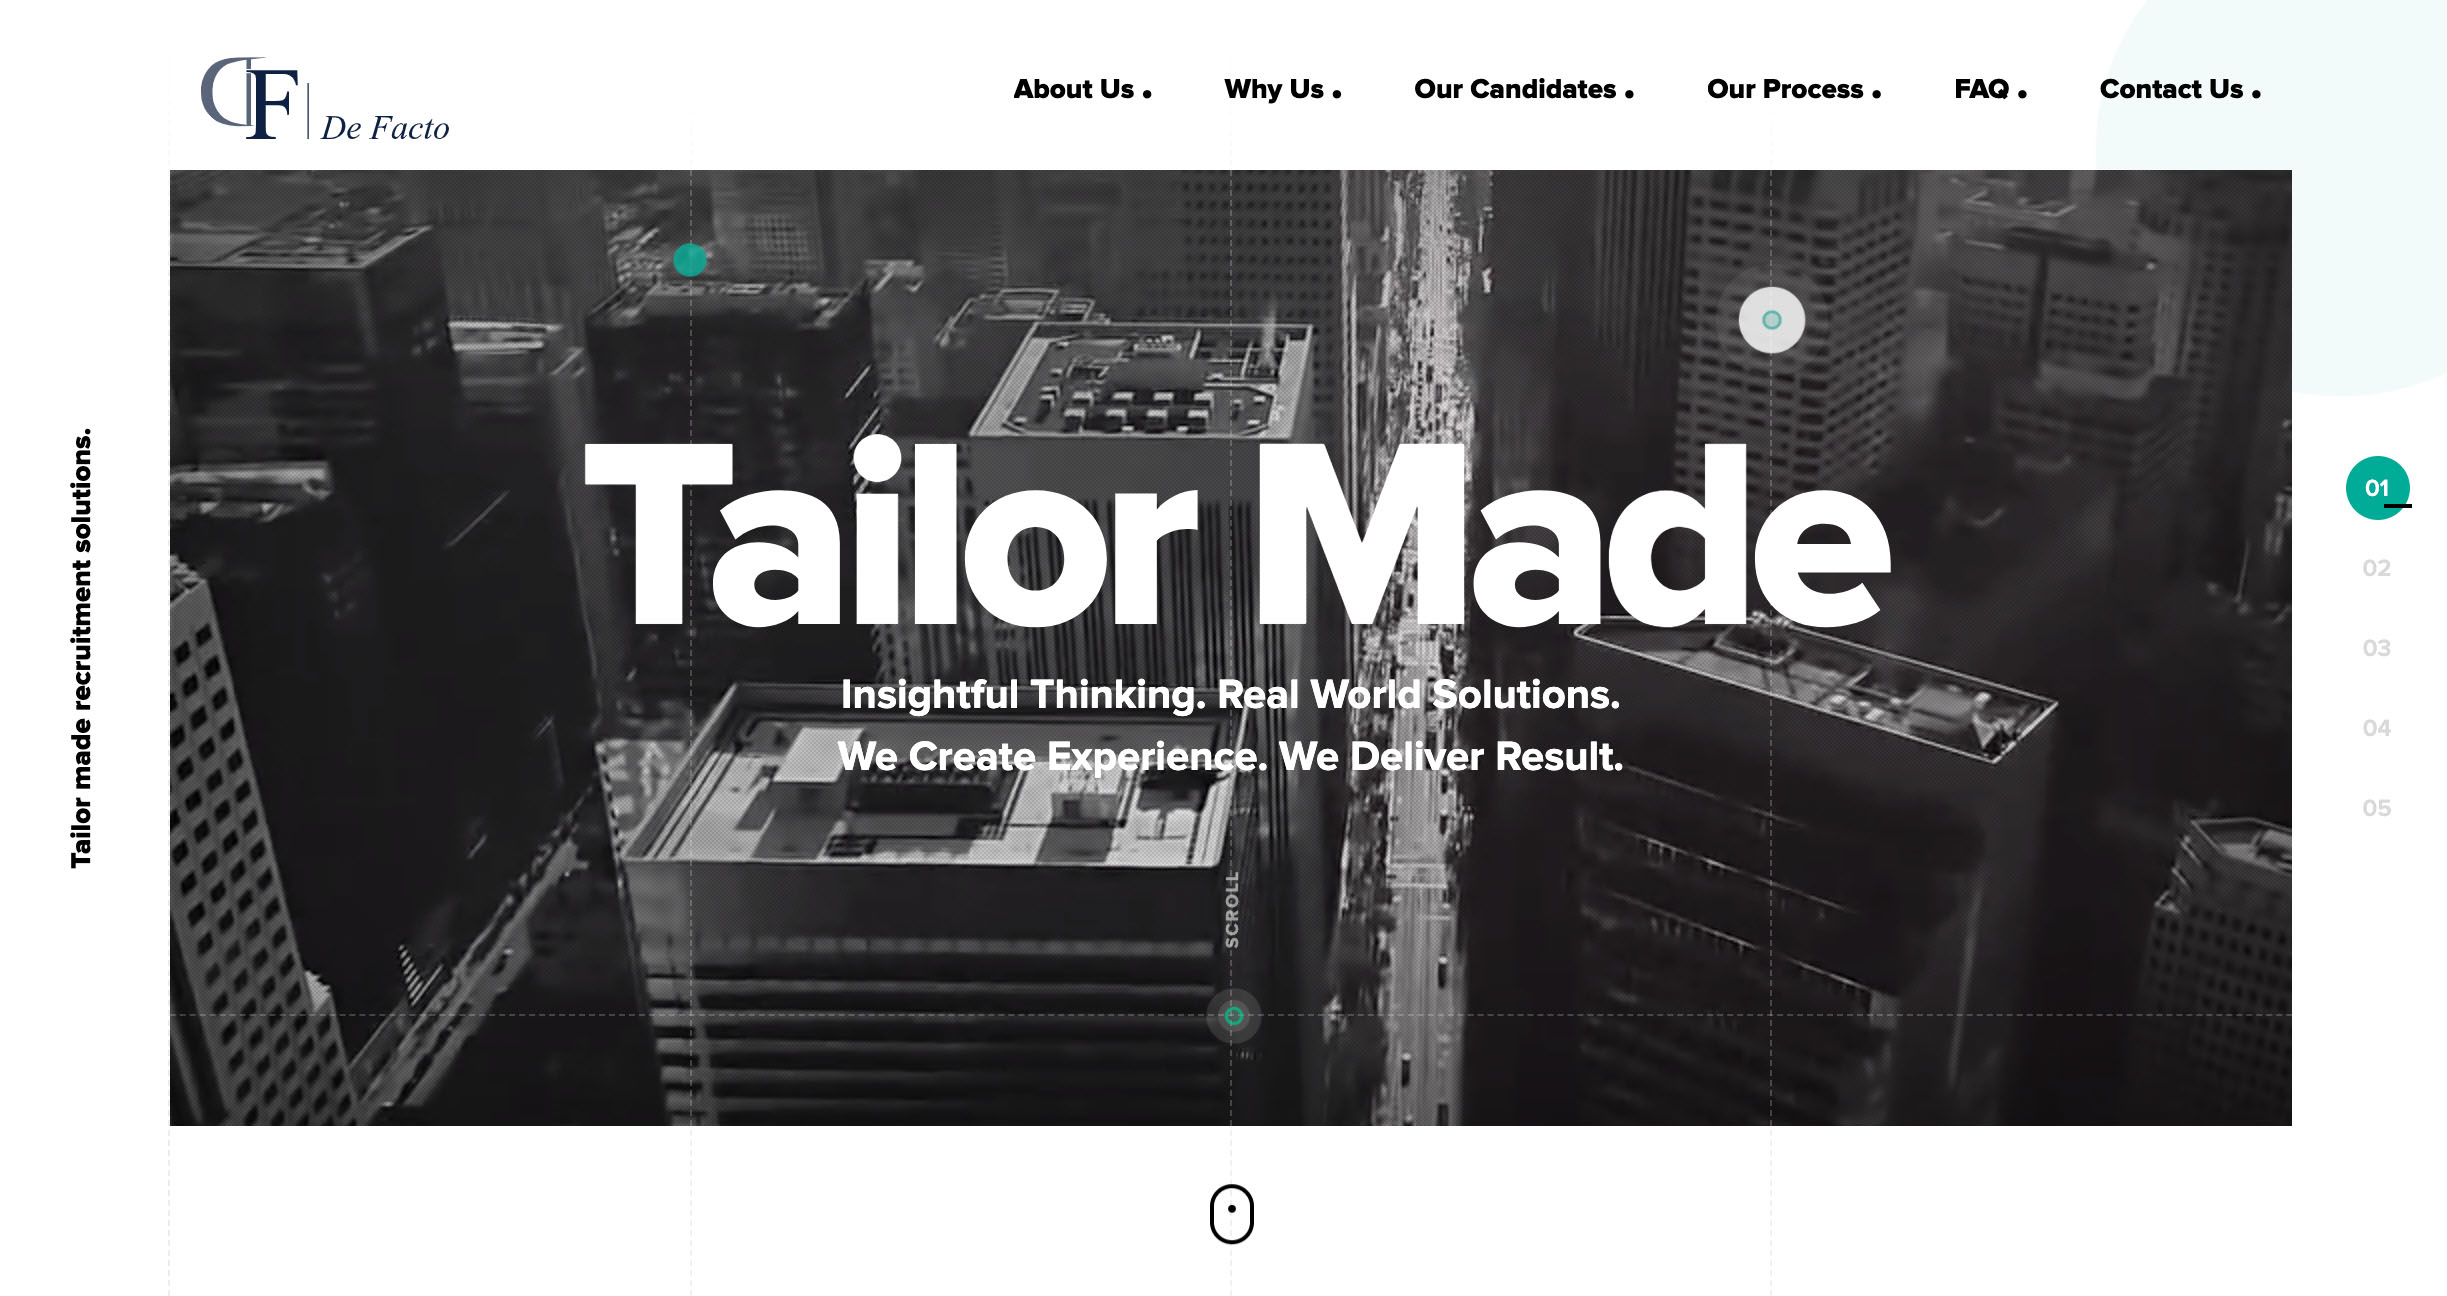 DF De Facto
About Us . Why Us . Our Candidates . Our Process . FAQ . Contact Us .
Tailor made recruitment solutions.
Tailor Made
Insightful Thinking. Real World Solutions.
We Create Experience. We Deliver Result.
SCROLL
01
02
03
04
05